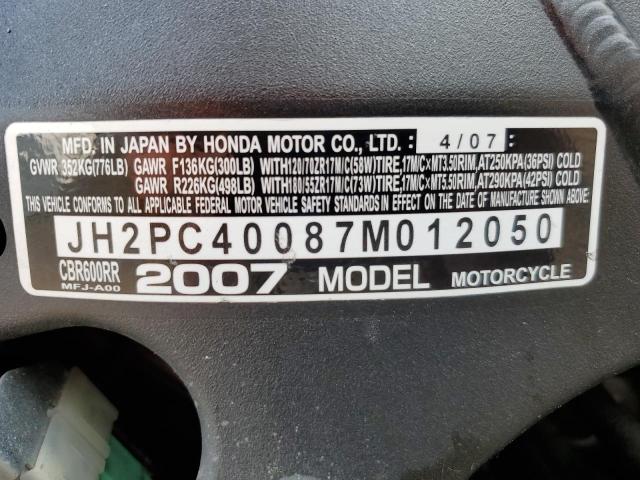 MFD. IN JAPAN BY HONDA MOTOR CO., LTD. : 4/07 :
GVWR 352KG(776LB) GAWR F136KG(300LB) WITH120/70ZR17M/C(58W)TIRE,17M/C×MT3.50RIM,AT250KPA(36PSI) COLD
GAWR R226KG(498LB) WITH180/55ZR17M/C(73W)TIRE,17M/C×MT5.50RIM,AT290KPA(42PSI) COLD
THIS VEHICLE CONFORMS TO ALL APPLICABLE FEDERAL MOTOR VEHICLE SAFETY STANDARDS IN EFFECT ON THE DATE OF MANUFACTURE SHOWN ABOVE.
JH2PC40087M012050
CBR600RR 2007 MODEL MOTORCYCLE
MFJ-A00